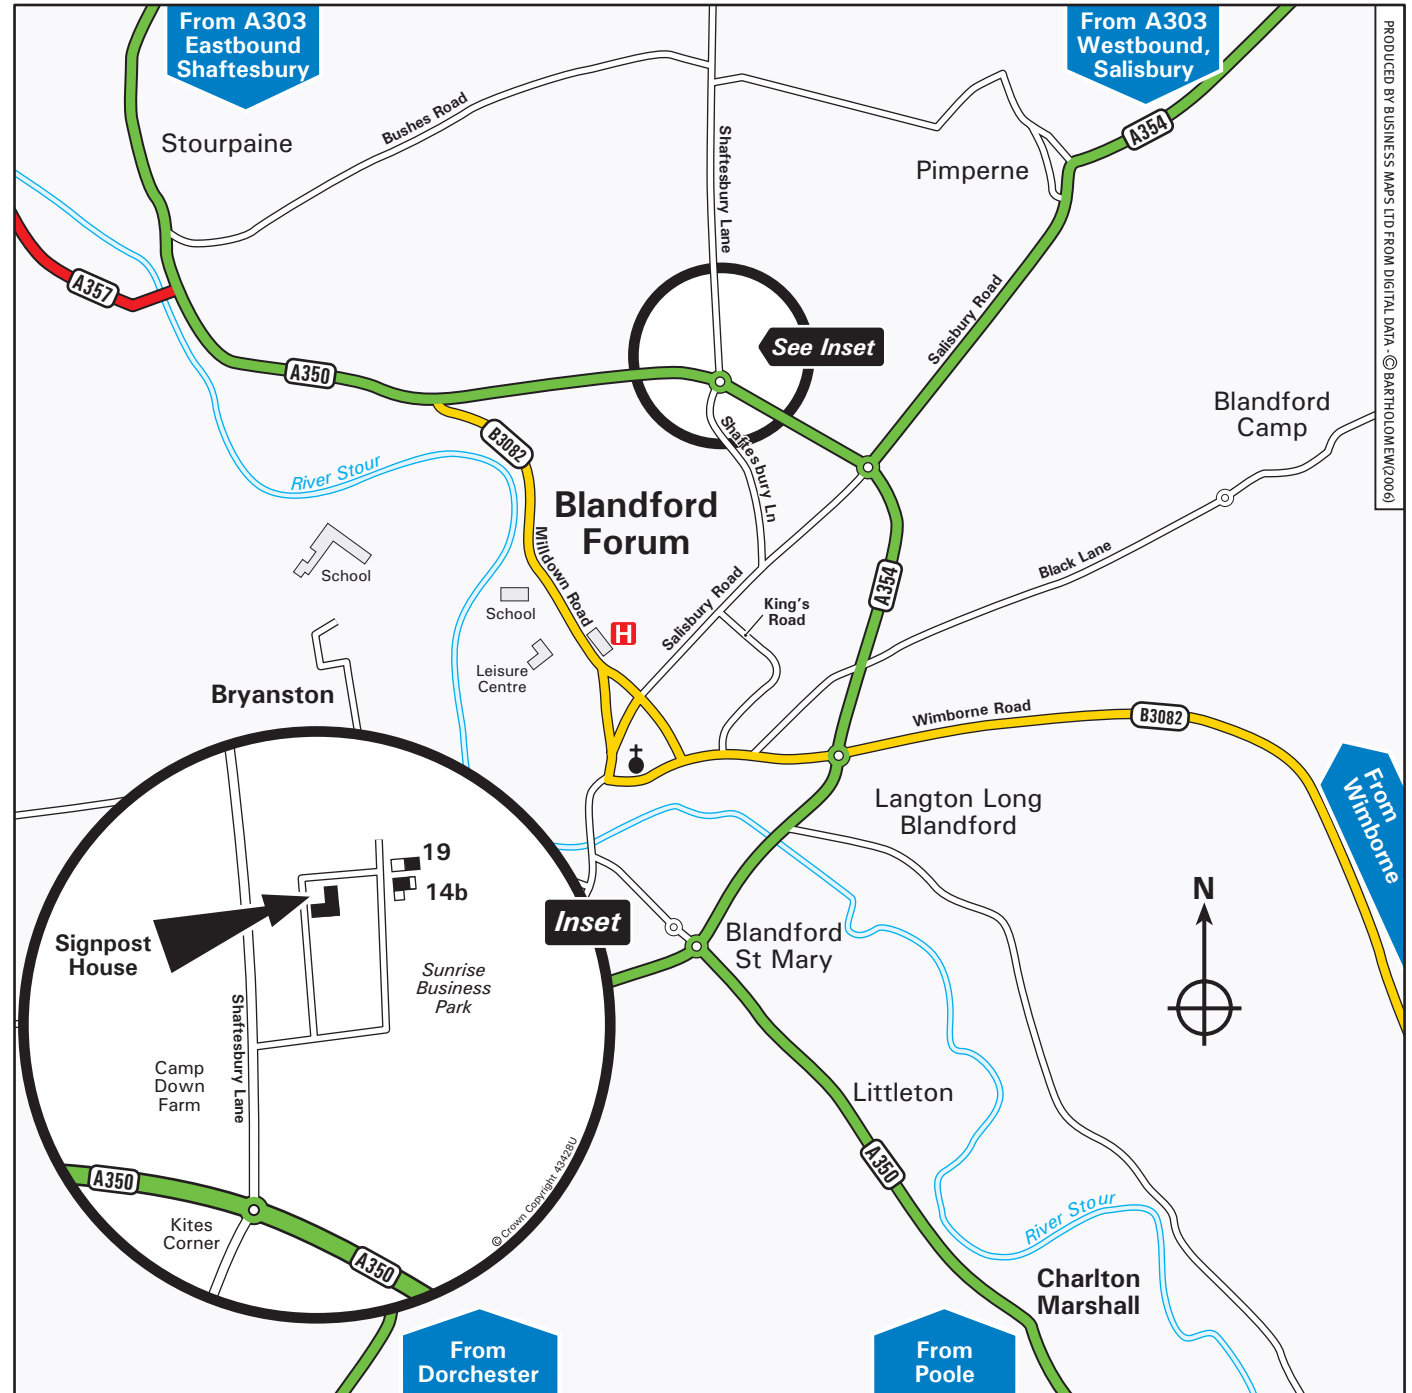 From A303
Eastbound
Shaftesbury
From A303
Westbound,
Salisbury
PRODUCED BY BUSINESS MAPS LTD FROM DIGITAL DATA - © BARTHOLOMEW(2006)
Stourpaine
Bushes Road
Shaftesbury Lane
Pimperne
A354
A357
A350
See Inset
Salisbury Road
Blandford
Camp
B3082
Shaftesbury Ln
River Stour
Blandford
Forum
Milldown Road
School
School
H
Leisure
Centre
Salisbury Road
King's
Road
A354
Black Lane
Bryanston
Wimborne Road
B3082
From
Wimborne
Langton Long
Blandford
19
14b
Signpost
House
Inset
Sunrise
Business
Park
Shaftesbury Lane
Camp
Down
Farm
A350
Kites
Corner
A350
© Crown Copyright 43428U
Blandford
St Mary
N
Littleton
A350
River Stour
Charlton
Marshall
From
Dorchester
From
Poole